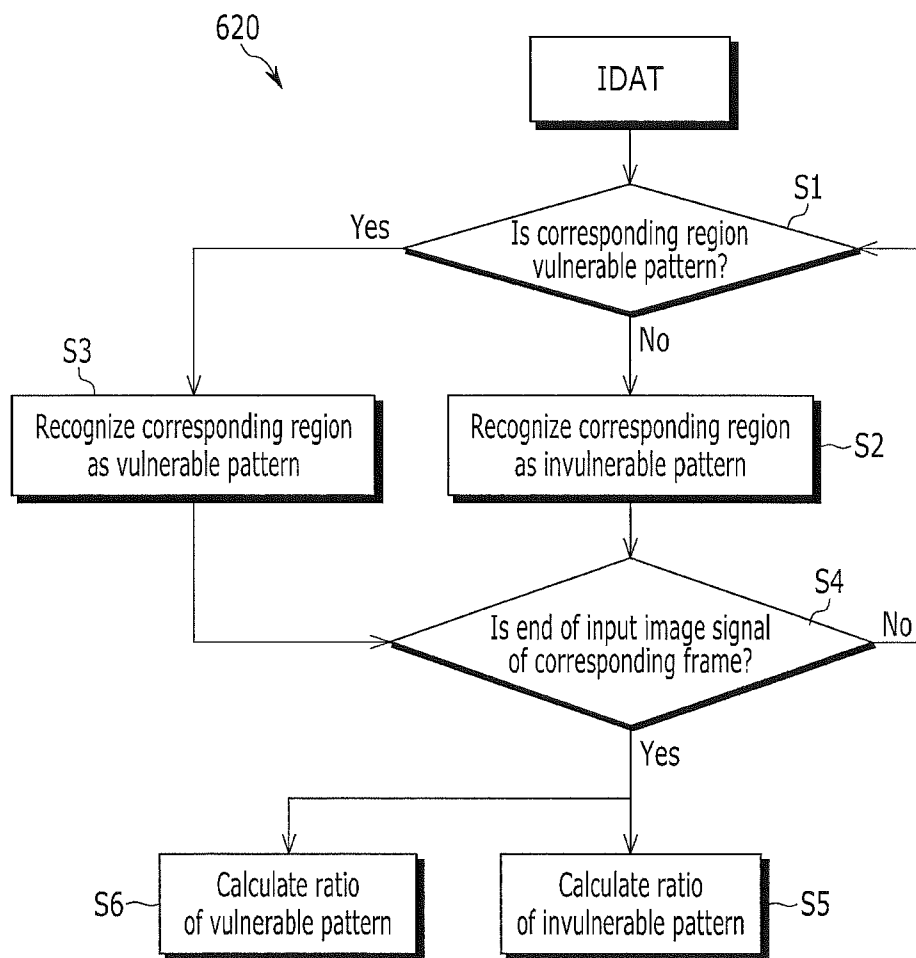 620
IDAT
S1
Yes
Is corresponding region
vulnerable pattern?
No
S3
Recognize corresponding region
as vulnerable pattern
Recognize corresponding region
as invulnerable pattern
S2
S4
Is end of input image signal
of corresponding frame?
No
Yes
S6
Calculate ratio
of vulnerable pattern
Calculate ratio
of invulnerable pattern
S5